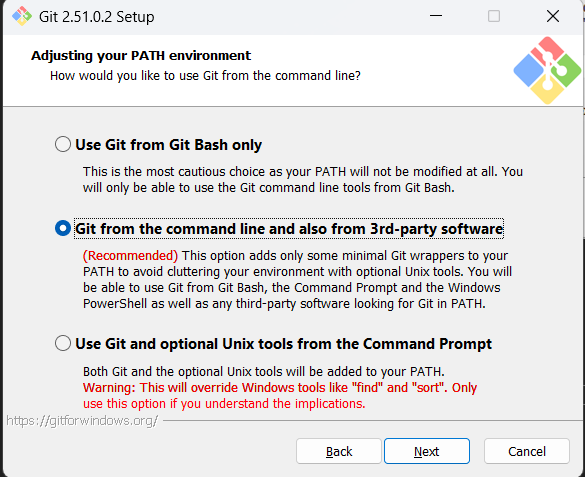 Git 2.51.0.2 Setup
Adjusting your PATH environment
How would you like to use Git from the command line?
Use Git from Git Bash only
This is the most cautious choice as your PATH will not be modified at all. You
will only be able to use the Git command line tools from Git Bash.
Git from the command line and also from 3rd-party software
(Recommended) This option adds only some minimal Git wrappers to your
PATH to avoid cluttering your environment with optional Unix tools. You will
be able to use Git from Git Bash, the Command Prompt and the Windows
PowerShell as well as any third-party software looking for Git in PATH.
Use Git and optional Unix tools from the Command Prompt
Both Git and the optional Unix tools will be added to your PATH.
Warning: This will override Windows tools like "find" and "sort". Only
use this option if you understand the implications.
https://gitforwindows.org/
Back
Next
Cancel